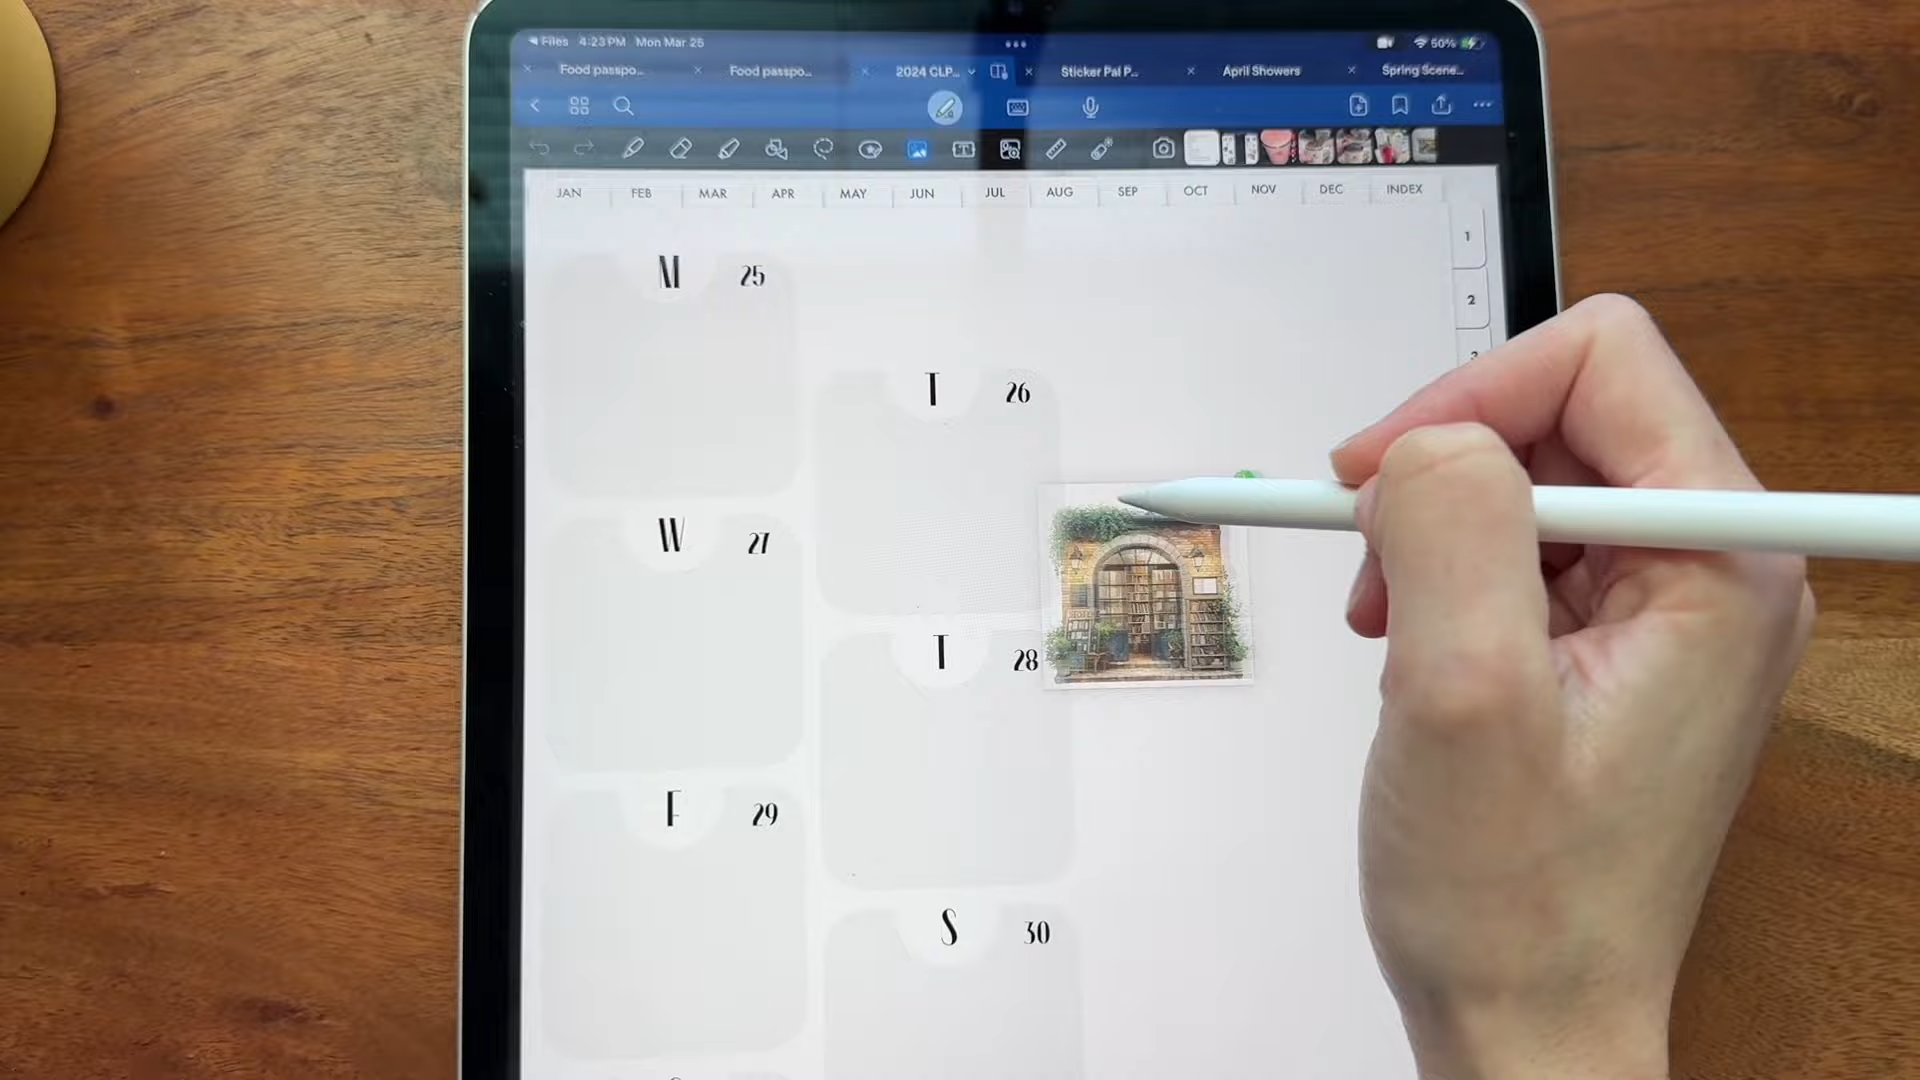 Files 4:23 PM Mon Mar 25 50%
Food passpo... Food passpo... 2024 CLP... Sticker Pal P... April Showers Spring Scene...
JAN FEB MAR APR MAY JUN JUL AUG SEP OCT NOV DEC INDEX
1
M 25
2
3
T 26
W 27
T 28
F 29
S 30